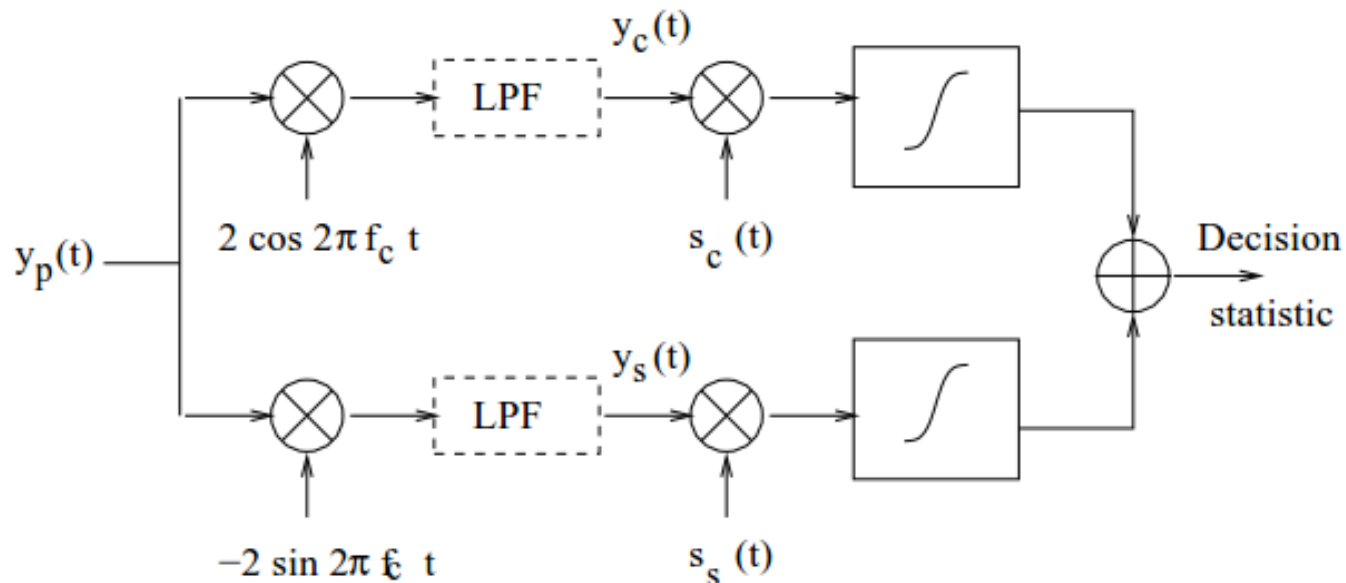 y_c(t)
LPF
2 cos 2π f_c t
s_c (t)
y_p(t)
Decision
statistic
y_s(t)
LPF
−2 sin 2π f_c t
s_s (t)